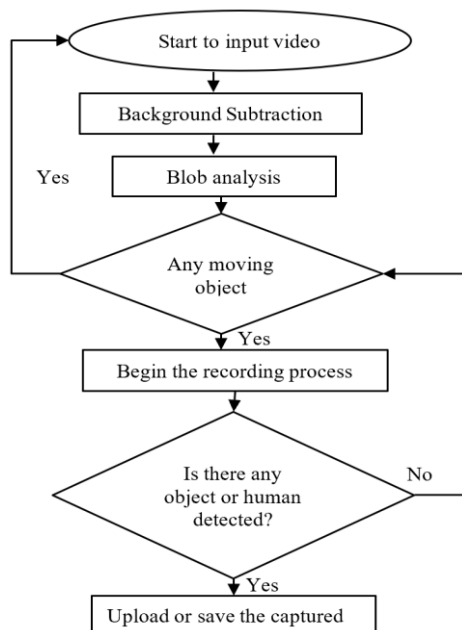 Start to input video
Background Subtraction
Yes
Blob analysis
Any moving
object
Yes
Begin the recording process
Is there any
object or human
detected?
No
Yes
Upload or save the captured